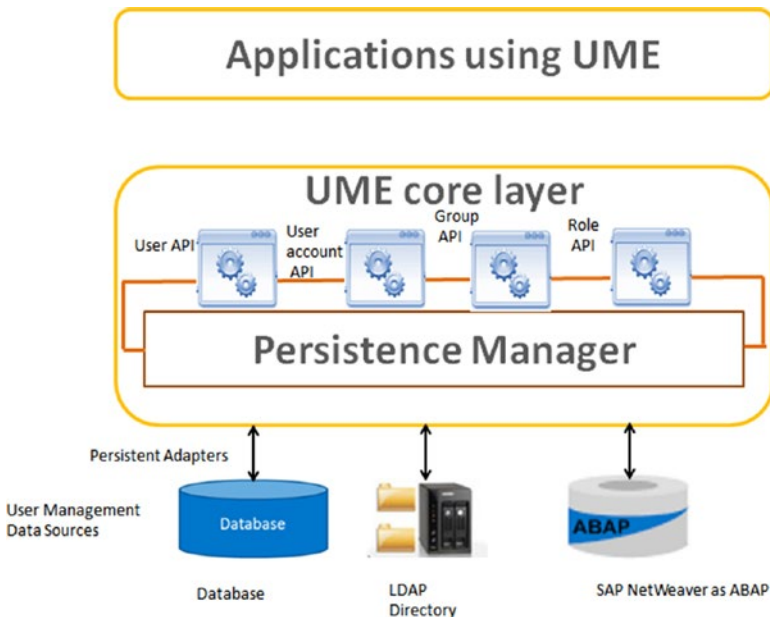 Applications using UME
UME core layer
User API
User
account
API
Group
API
Role
API
Persistence Manager
Persistent Adapters
User Management
Data Sources
Database
ABAP
Database
LDAP
Directory
SAP NetWeaver as ABAP